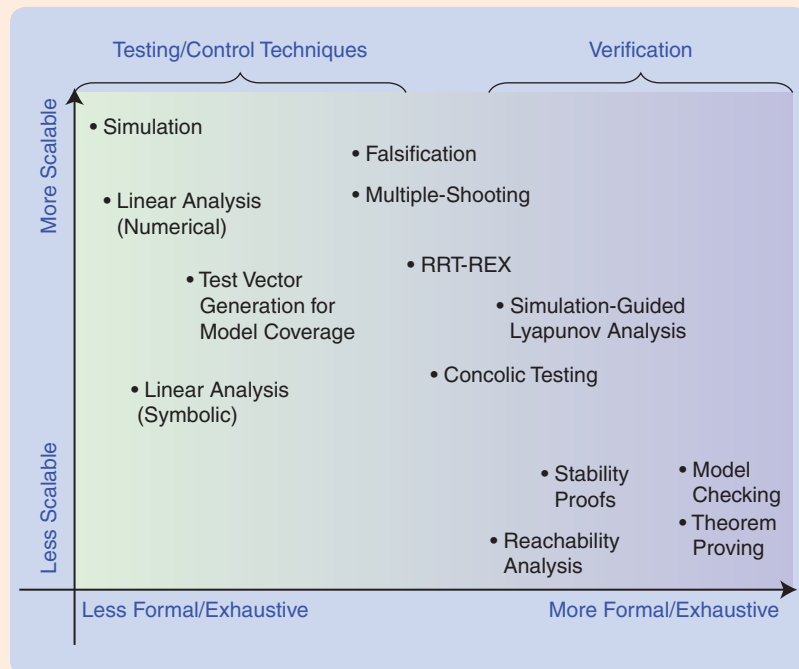 Testing/Control Techniques
Verification
More Scalable
Less Scalable
• Simulation
• Falsification
• Multiple-Shooting
• Linear Analysis
(Numerical)
• RRT-REX
• Test Vector
Generation for
Model Coverage
• Simulation-Guided
Lyapunov Analysis
• Concolic Testing
• Linear Analysis
(Symbolic)
• Stability
Proofs
• Model
Checking
• Theorem
Proving
• Reachability
Analysis
Less Formal/Exhaustive
More Formal/Exhaustive